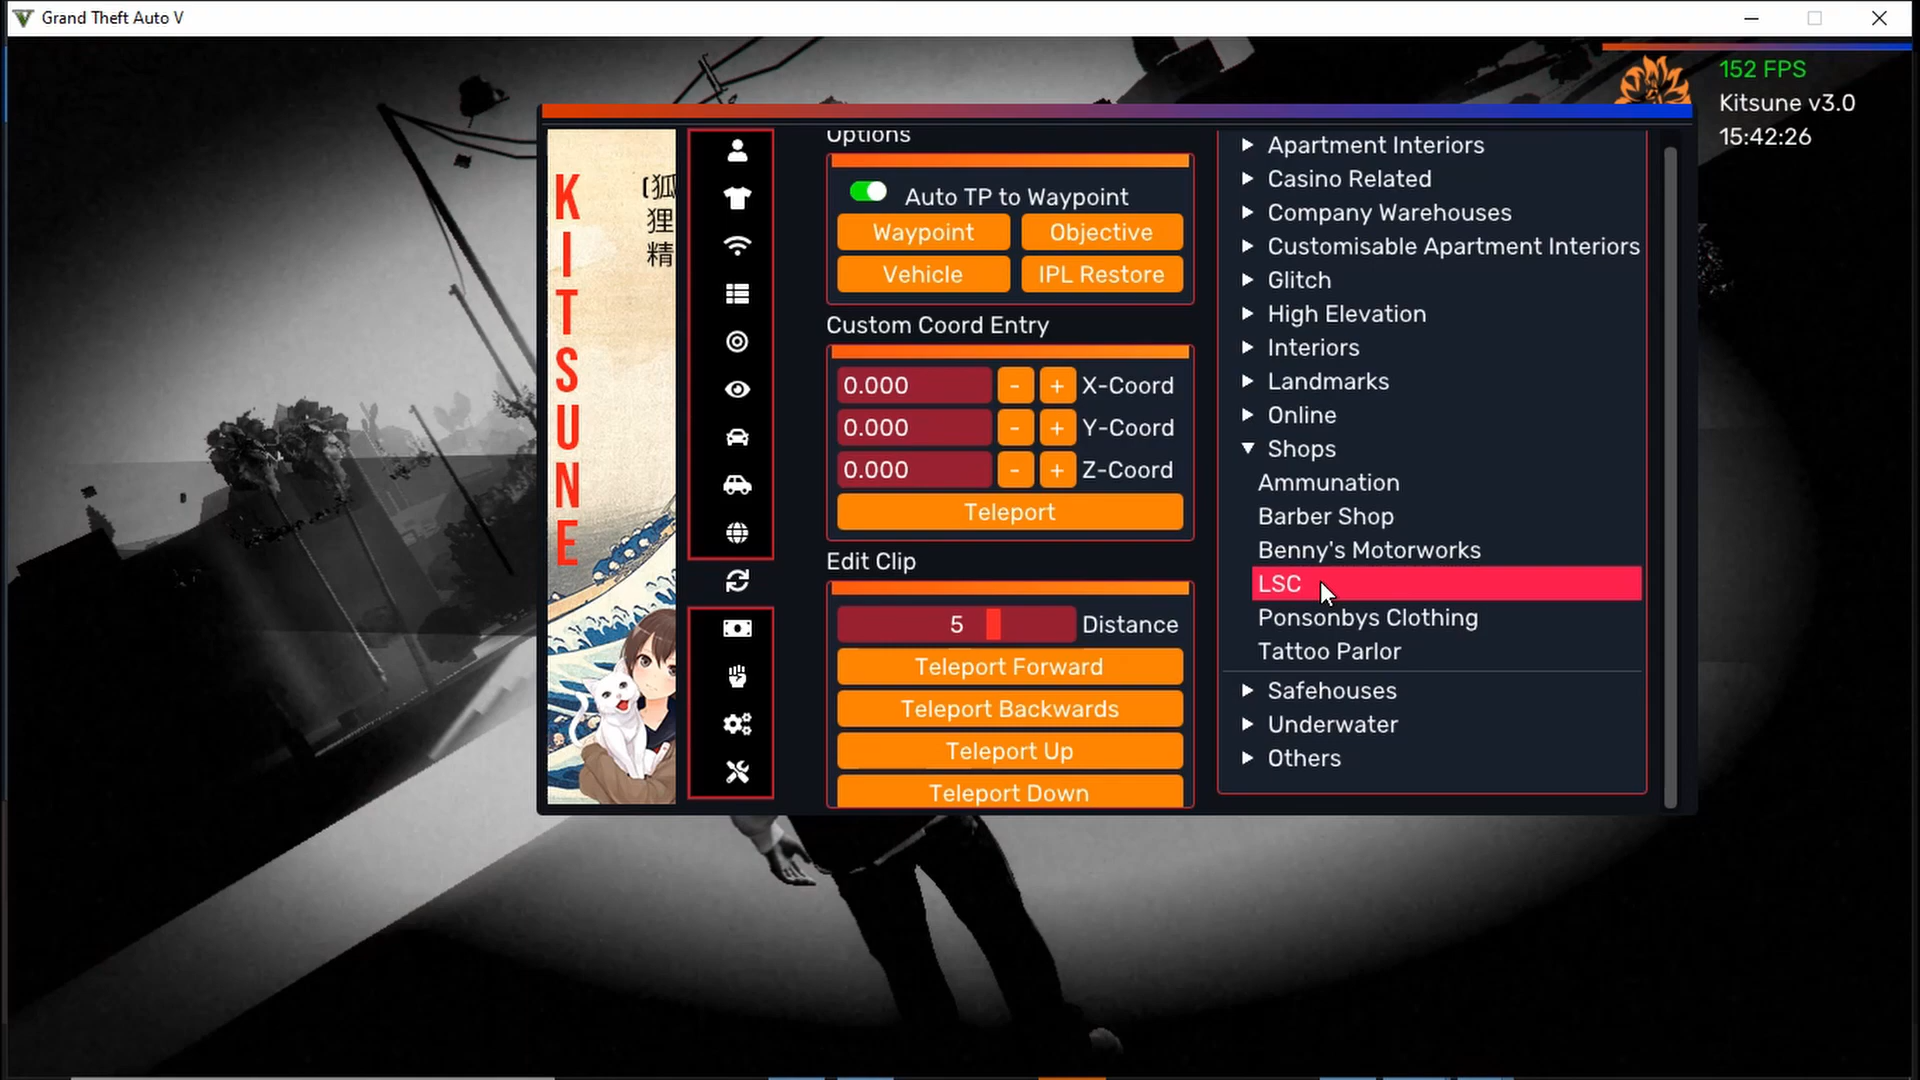 Grand Theft Auto V
152 FPS
Kitsune v3.0
15:42:26
KITSUNE
(狐
狸
精
Options
Auto TP to Waypoint
Waypoint
Objective
Vehicle
IPL Restore
Custom Coord Entry
0.000 - + X-Coord
0.000 - + Y-Coord
0.000 - + Z-Coord
Teleport
Edit Clip
5 Distance
Teleport Forward
Teleport Backwards
Teleport Up
Teleport Down
Apartment Interiors
Casino Related
Company Warehouses
Customisable Apartment Interiors
Glitch
High Elevation
Interiors
Landmarks
Online
Shops
Ammunation
Barber Shop
Benny's Motorworks
LSC
Ponsonbys Clothing
Tattoo Parlor
Safehouses
Underwater
Others